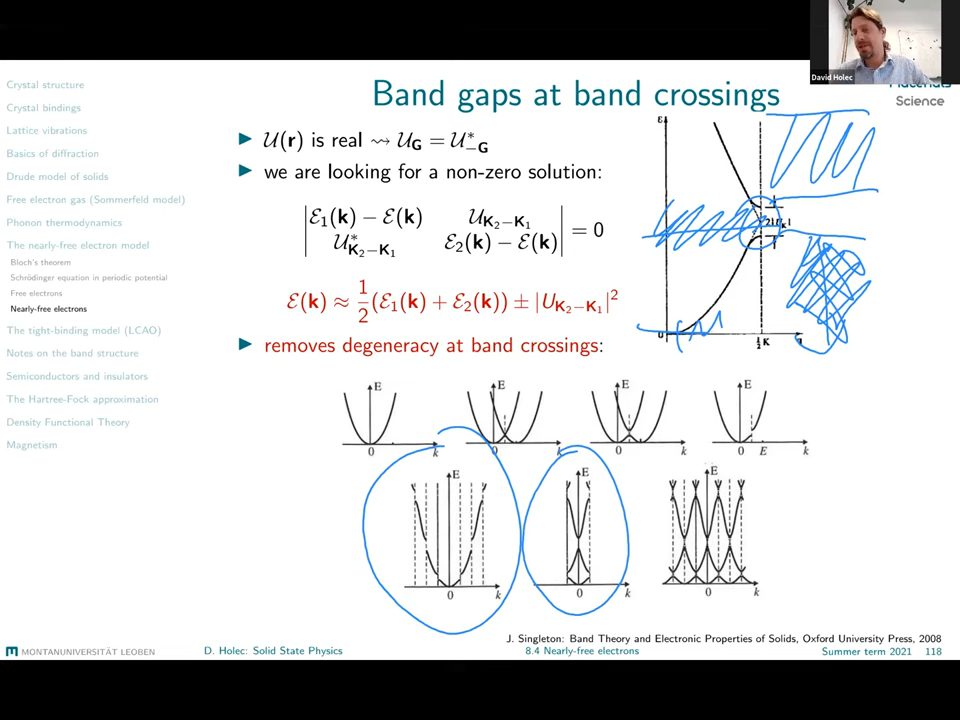 David Holec
Materials
Science
Crystal structure
Crystal bindings
Lattice vibrations
Basics of diffraction
Drude model of solids
Free electron gas (Sommerfeld model)
Phonon thermodynamics
The nearly-free electron model
Bloch's theorem
Schrödinger equation in periodic potential
Free electrons
Nearly-free electrons
The tight-binding model (LCAO)
Notes on the band structure
Semiconductors and insulators
The Hartree-Fock approximation
Density Functional Theory
Magnetism
Band gaps at band crossings
▶ U(r) is real ⇝ U_G = U*_−G
▶ we are looking for a non-zero solution:
| ℰ₁(k) − ℰ(k) U_K₂−K₁ |
| U*_K₂−K₁ ℰ₂(k) − ℰ(k) | = 0
ℰ(k) ≈ 1/2 (ℰ₁(k) + ℰ₂(k)) ± |U_K₂−K₁|²
▶ removes degeneracy at band crossings:
ℰ
0
½K
E E E E
0 k 0 k 0 k 0 E k
E E E
0 k 0 k 0 k
J. Singleton: Band Theory and Electronic Properties of Solids, Oxford University Press, 2008
MONTANUNIVERSITÄT LEOBEN D. Holec: Solid State Physics 8.4 Nearly-free electrons Summer term 2021 118